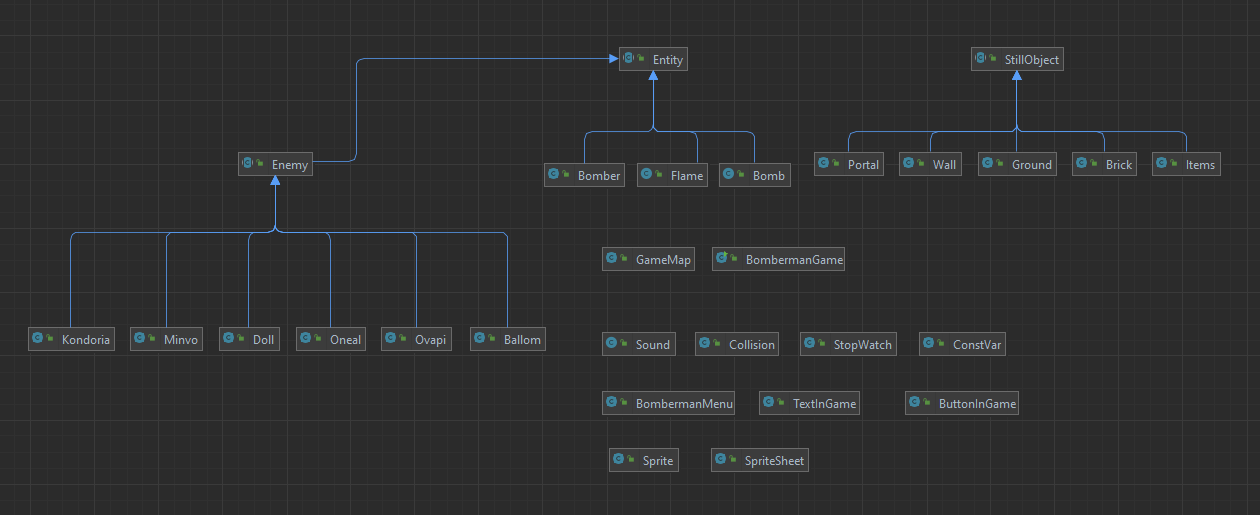 Entity
StillObject
Enemy
Bomber
Flame
Bomb
Portal
Wall
Ground
Brick
Items
GameMap
BombermanGame
Kondoria
Minvo
Doll
Oneal
Ovapi
Ballom
Sound
Collision
StopWatch
ConstVar
BombermanMenu
TextInGame
ButtonInGame
Sprite
SpriteSheet